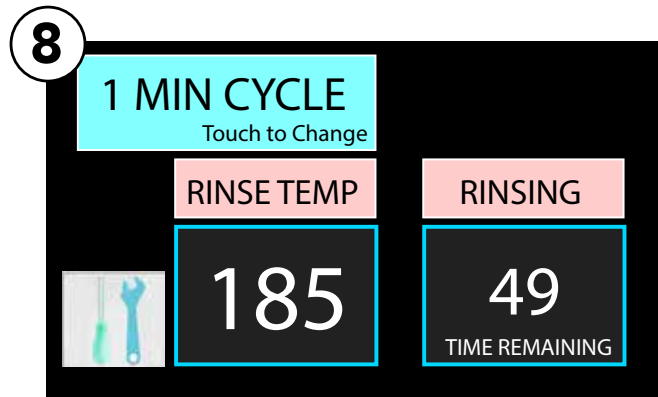 8
1 MIN CYCLE
Touch to Change
RINSE TEMP
RINSING
185
49
TIME REMAINING